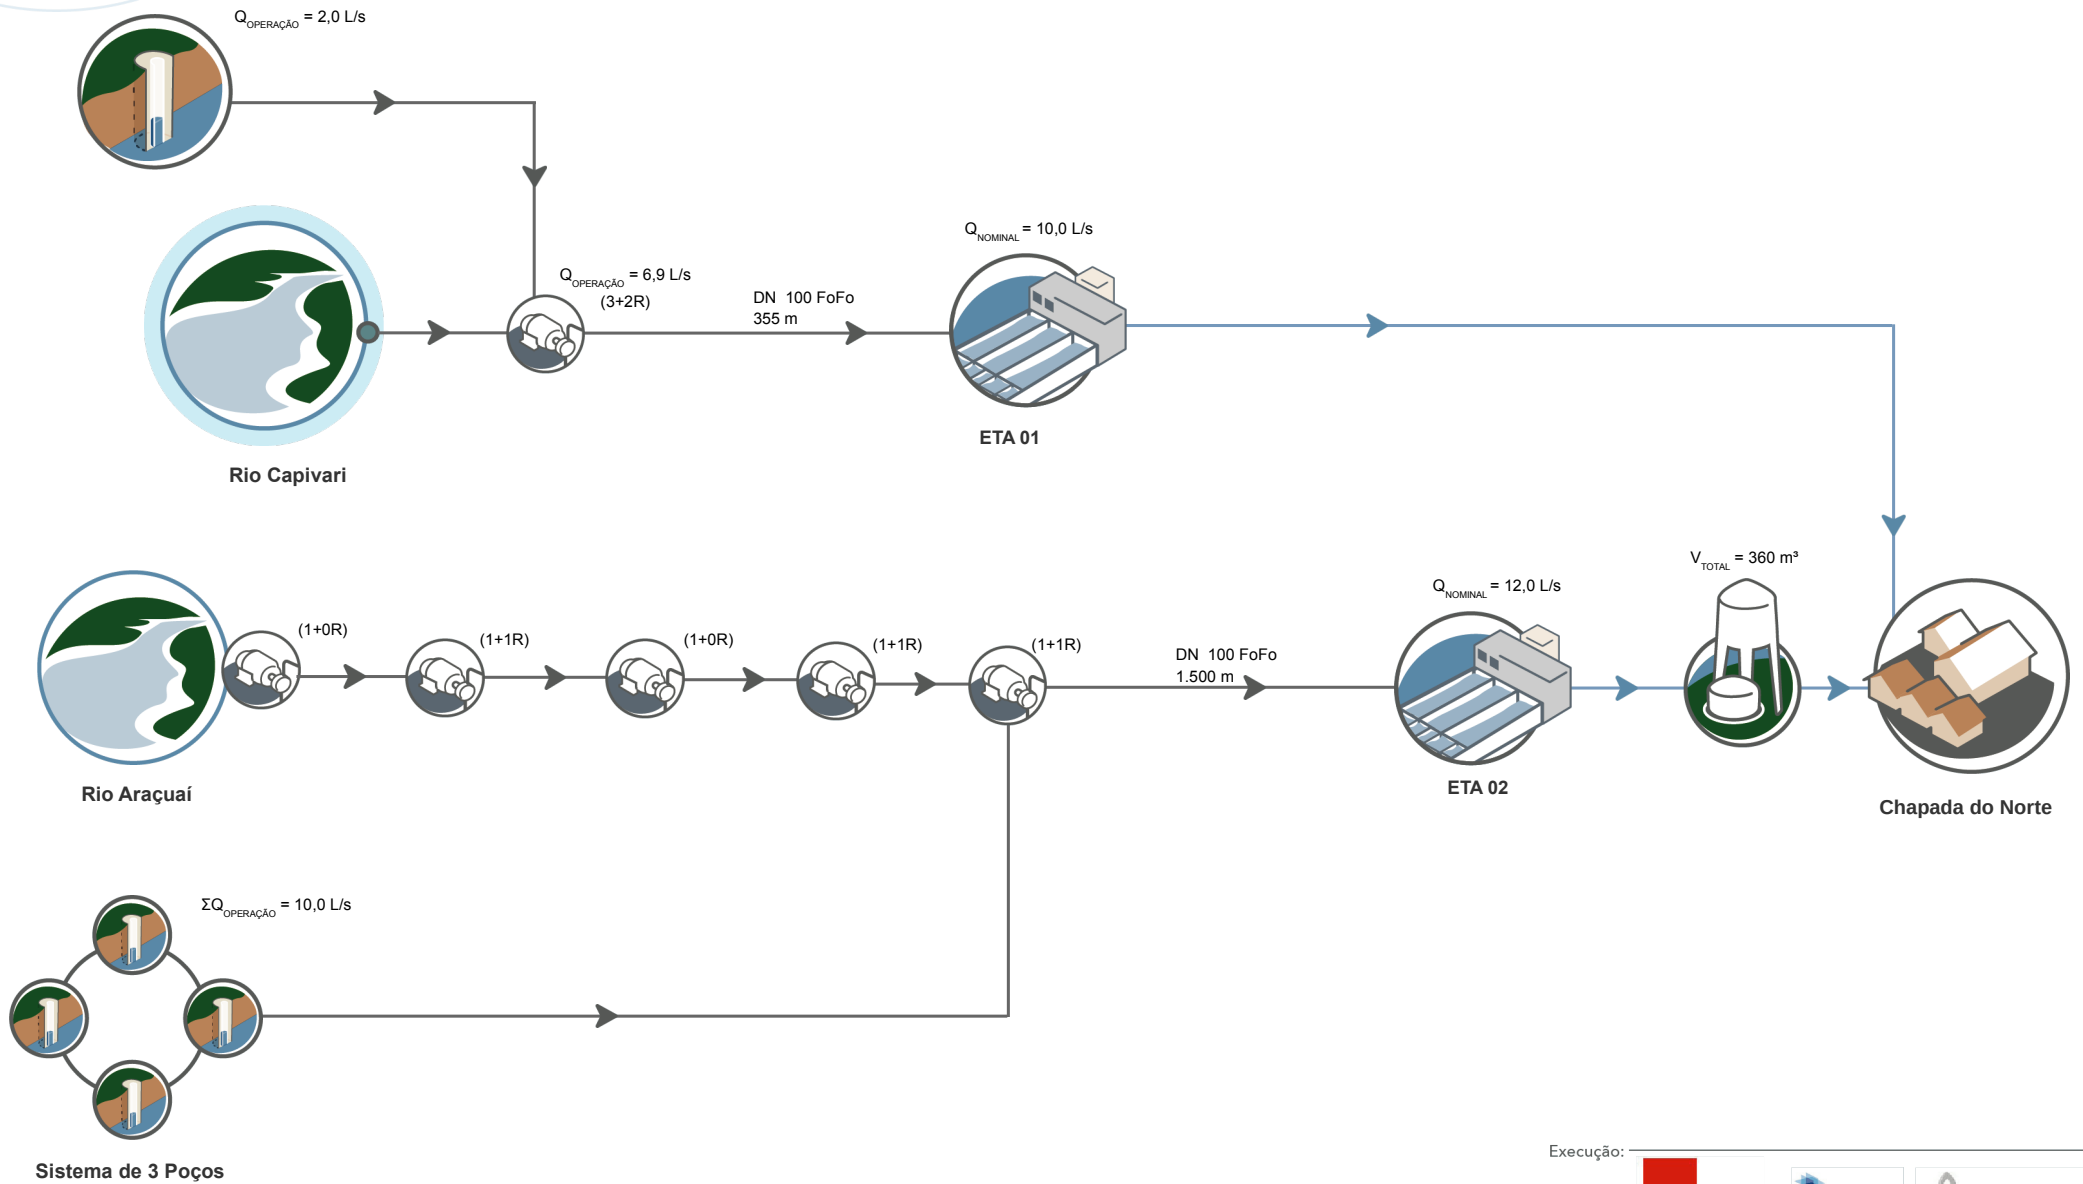 Q OPERAÇÃO = 2,0 L/s
Q NOMINAL = 10,0 L/s
Q OPERAÇÃO = 6,9 L/s
(3+2R)
DN 100 FoFo
355 m
ETA 01
Rio Capivari
V TOTAL = 360 m³
Q NOMINAL = 12,0 L/s
(1+0R)
(1+1R)
(1+0R)
(1+1R)
(1+1R)
DN 100 FoFo
1.500 m
ETA 02
Rio Araçuaí
Chapada do Norte
ΣQ OPERAÇÃO = 10,0 L/s
Sistema de 3 Poços
Execução: